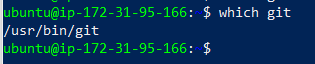 ubuntu@ip-172-31-95-166: $ which git
/usr/bin/git
ubuntu@ip-172-31-95-166: $